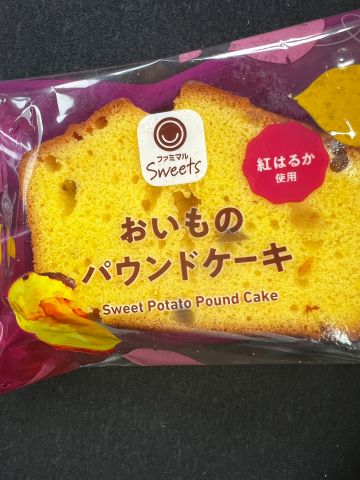 ファミマル
Sweets
紅はるか
使用
おいもの
パウンドケーキ
Sweet Potato Pound Cake